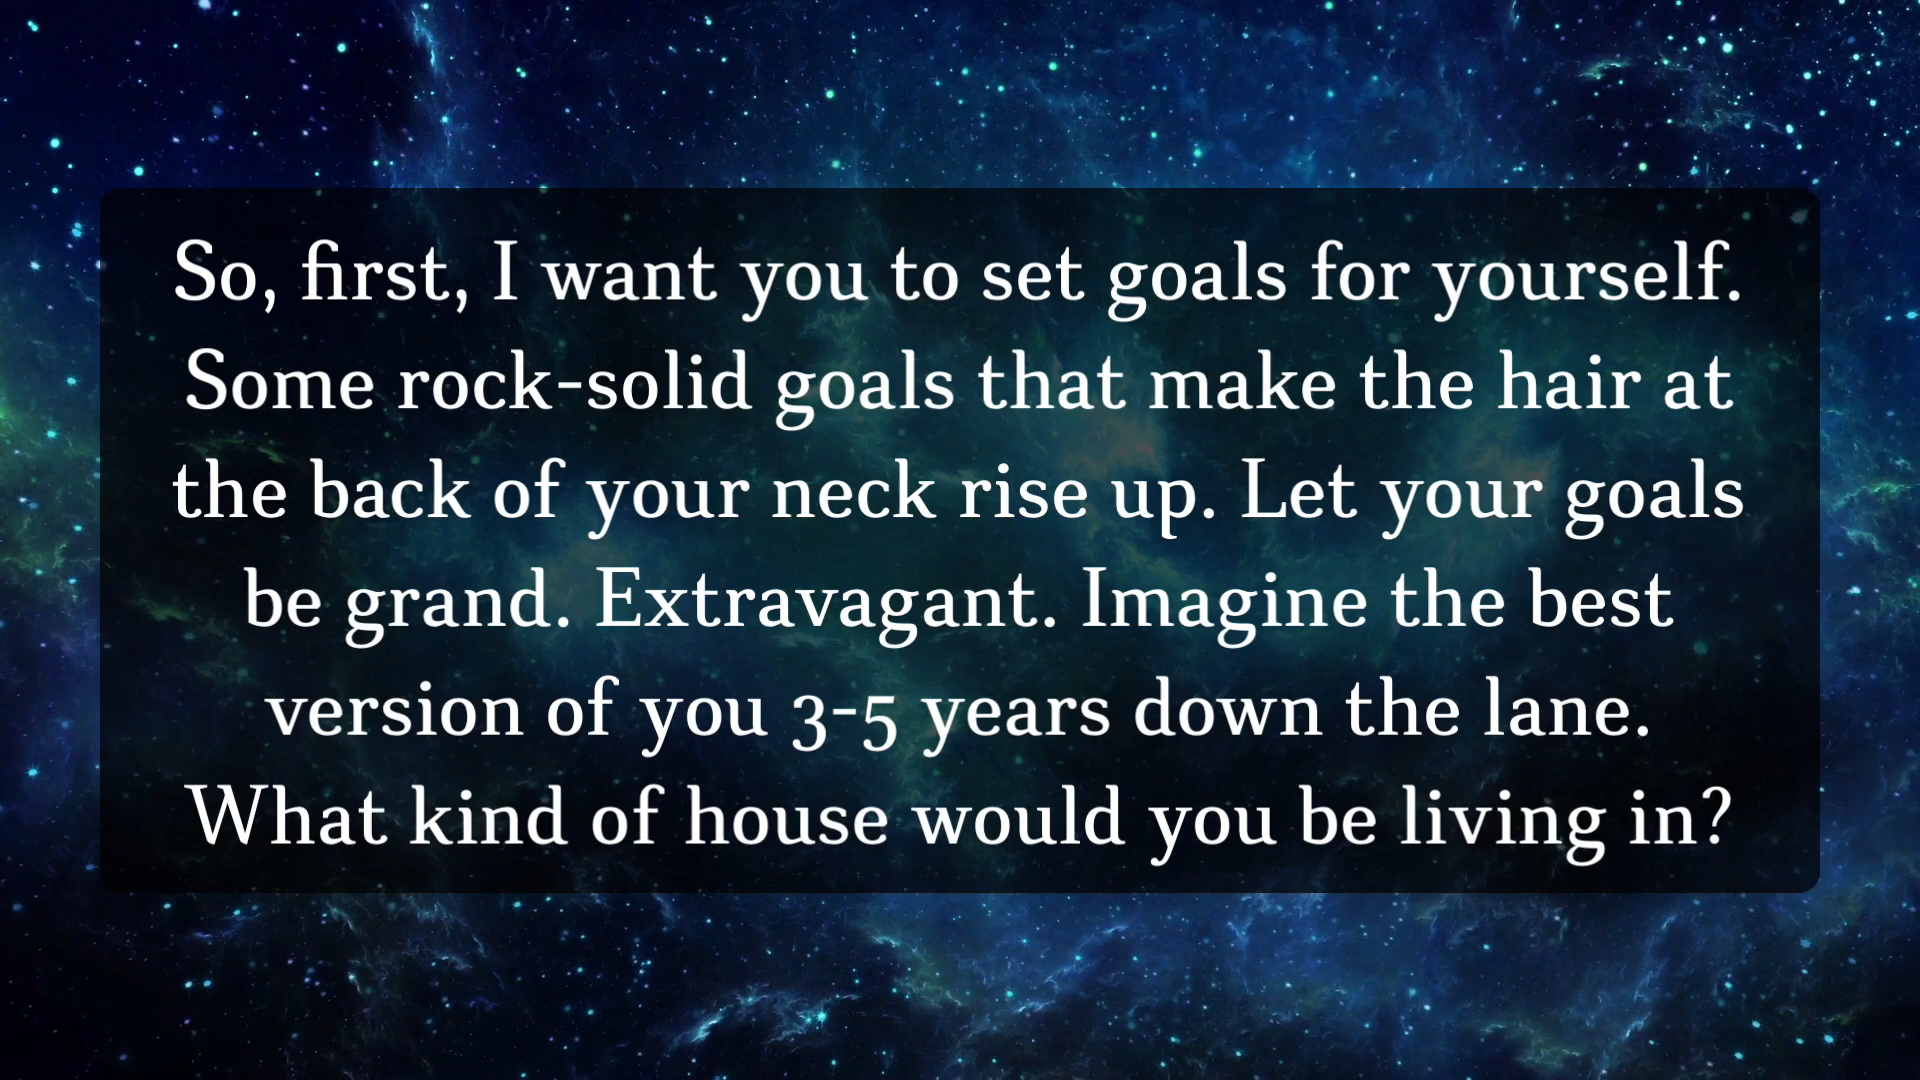 So, first, I want you to set goals for yourself.
Some rock-solid goals that make the hair at
the back of your neck rise up. Let your goals
be grand. Extravagant. Imagine the best
version of you 3-5 years down the lane.
What kind of house would you be living in?